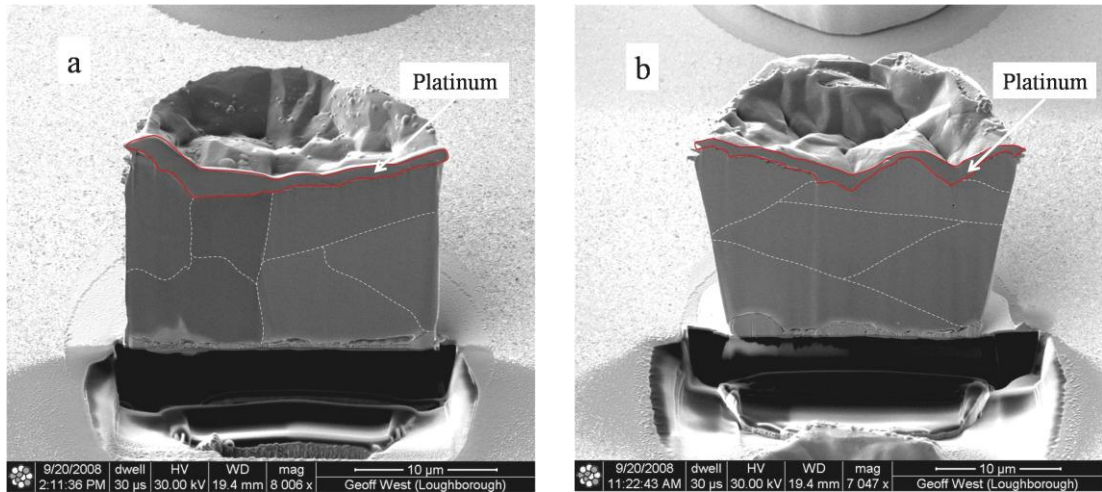 a
Platinum
9/20/2008 dwell HV WD mag 10 µm
2:11:36 PM 30 µs 30.00 kV 19.4 mm 8 006 x Geoff West (Loughborough)
b
Platinum
9/20/2008 dwell HV WD mag 10 µm
11:22:43 AM 30 µs 30.00 kV 19.4 mm 7 047 x Geoff West (Loughborough)